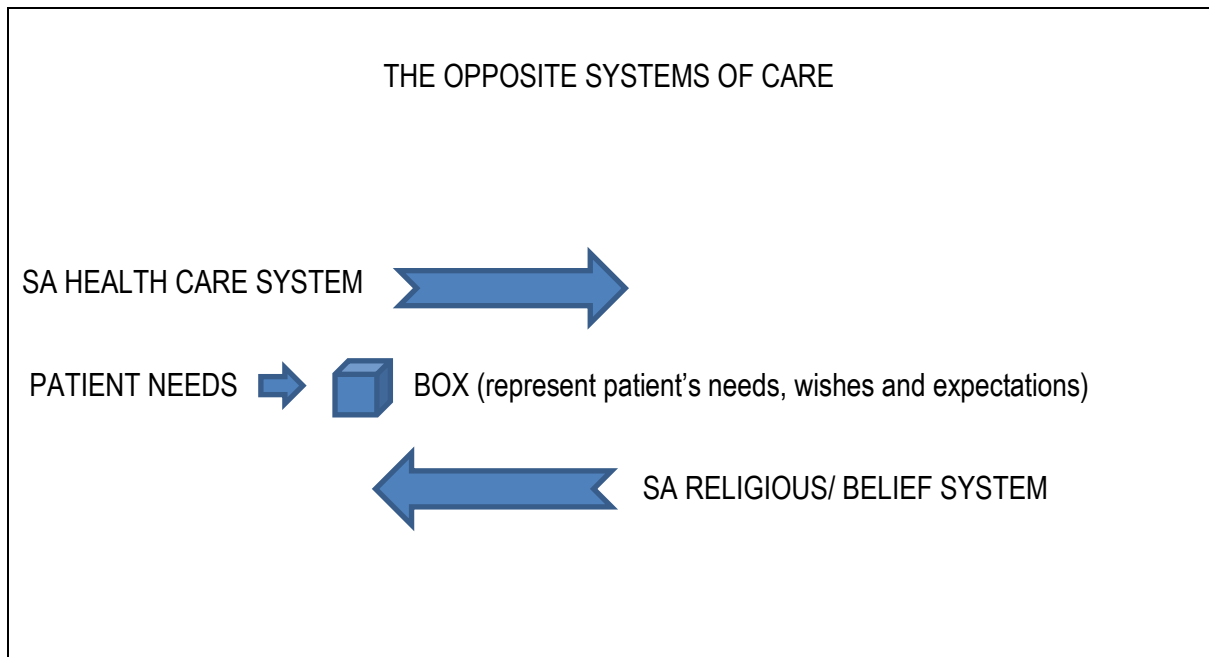 THE OPPOSITE SYSTEMS OF CARE
SA HEALTH CARE SYSTEM
PATIENT NEEDS BOX (represent patient’s needs, wishes and expectations)
SA RELIGIOUS/ BELIEF SYSTEM